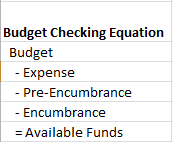 Budget Checking Equation
Budget
- Expense
- Pre-Encumbrance
- Encumbrance
= Available Funds